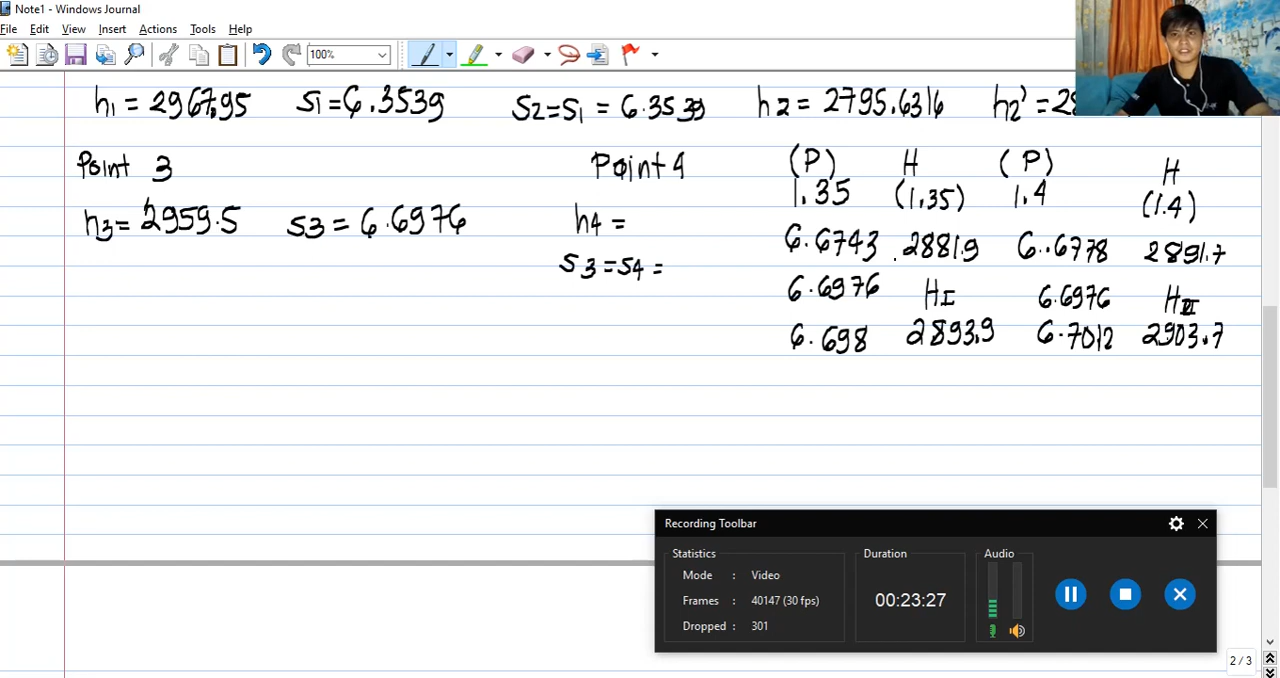 Note1 - Windows Journal
File Edit View Insert Actions Tools Help
100%
h1 = 2967.95 S1 = 6.3539 S2 = S1 = 6.3539 h2 = 2795.6316 h2' = 28
Point 3 Point 4 (P) H (P) H
1.35 (1.35) 1.4 (1.4)
h3 = 2959.5 S3 = 6.6976 h4 =
6.6743 2881.9 6..6778 2891.7
S3 = S4 =
6.6976 HI 6.6976 HII
6.698 2893.9 6.7012 2903.7
Recording Toolbar
Statistics Duration Audio
Mode : Video
Frames : 40147 (30 fps) 00:23:27
Dropped : 301
2 / 3